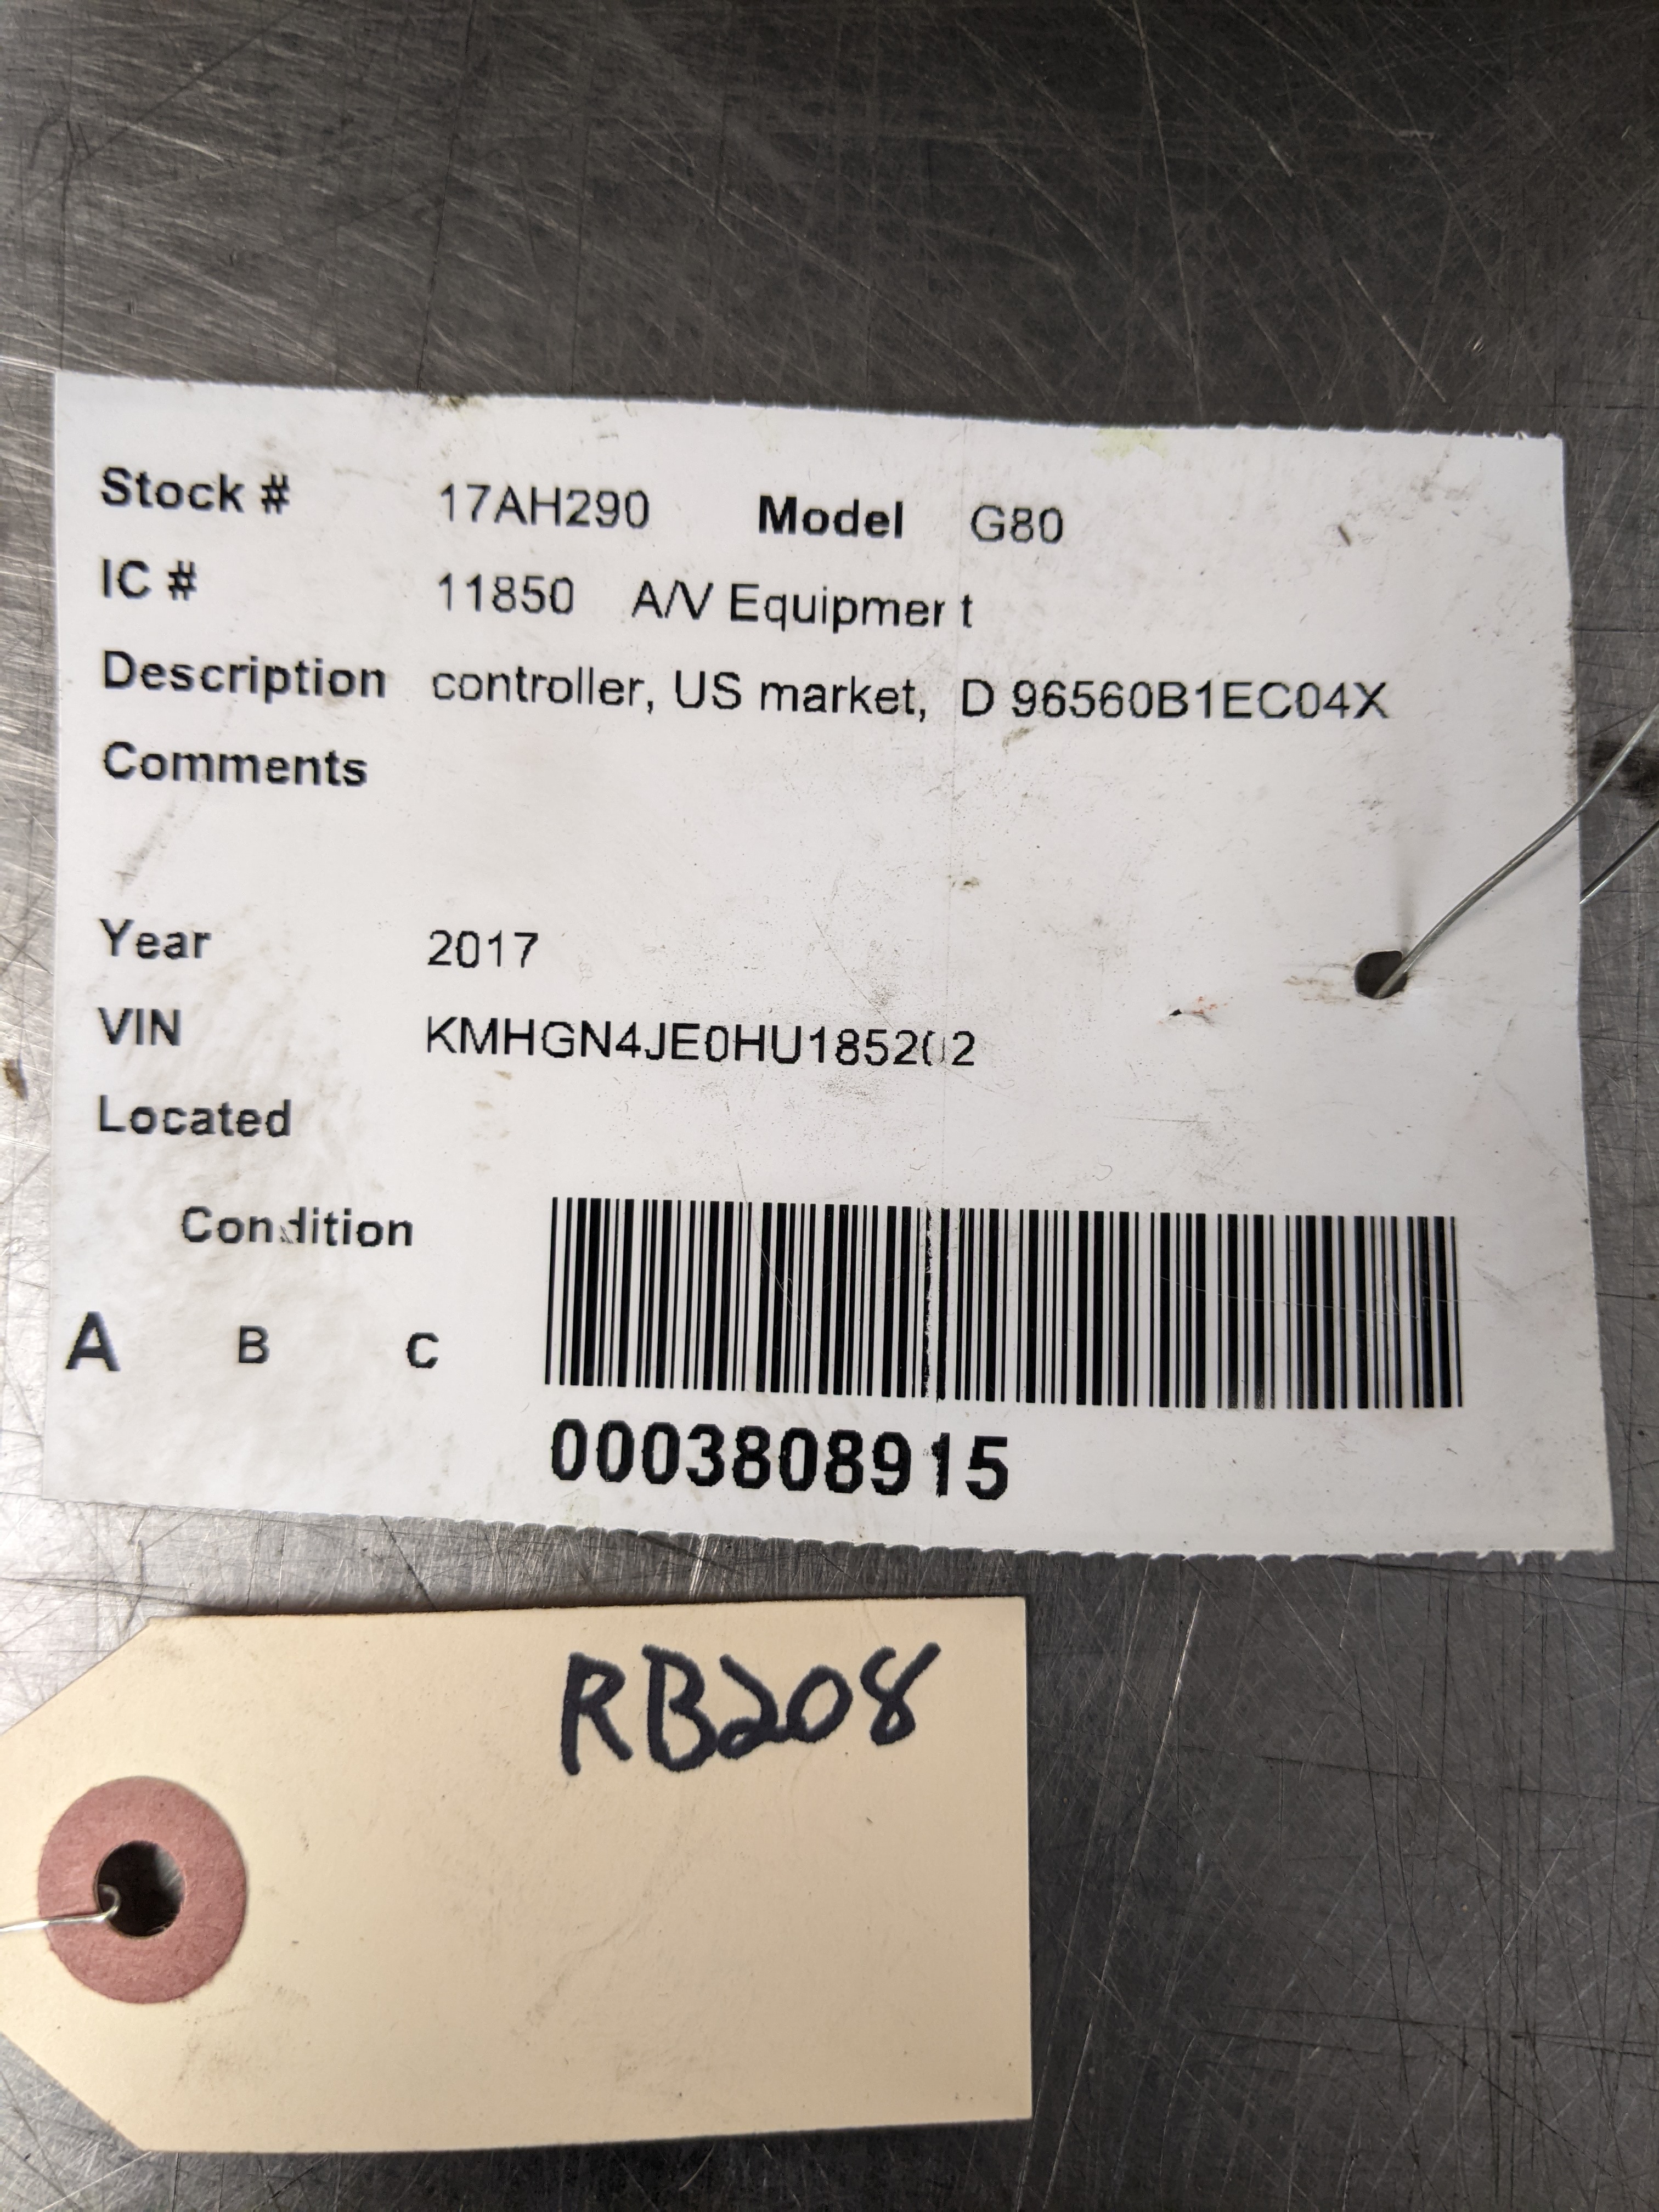 Stock # 17AH290 Model G80
IC # 11850 A/V Equipment
Description controller, US market, D 96560B1EC04X
Comments
Year 2017
VIN KMHGN4JE0HU185202
Located
Condition
A B C
0003808915
RB208